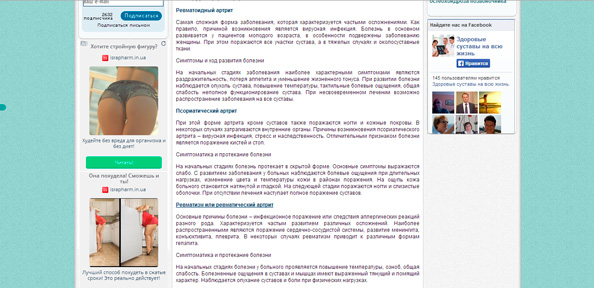 ваш e-mail
2632
подписчика
Подписаться
Подписаться письмом
Хотите стройную фигуру?
israpharm.in.ua
Худейте без вреда для организма и без диет!
Читать!
Она похудела! Сможешь и ты!
israpharm.in.ua
Лучший способ похудеть в сжатые сроки! Это реально действует!
Ревматоидный артрит
Самая сложная форма заболевания, которая характеризуется частыми осложнениями. Как
правило, причиной возникновения является вирусная инфекция. Болезнь в основном
развивается у пациентов молодого возраста, в особенности подвержены заболеванию
женщины. При этом поражаются все участки сустава, а в тяжелых случаях и околосуставные
ткани.
Симптомы и ход развития болезни
На начальных стадиях заболевания наиболее характерными симптомами являются
раздражительность, потеря аппетита и уменьшение жизненного тонуса. При развитии болезни
наблюдается опухоль сустава, повышение температуры, тактильные болевые ощущения, общая
слабость неполное функционирование сустава. При несвоевременном лечении возможно
распространение заболевания на все суставы.
Псориатический артрит
При этой форме артрита кроме суставов также поражаются ногти и кожные покровы. В
некоторых случаях затрагивают внутренние органы. Причины возникновения псориатического
артрита – вирусная инфекция, стресс и наследственность. Отличительным признаком болезни
является поражение кистей и стоп.
Симптоматика и протекание болезни
На начальных стадиях болезнь протекает в скрытой форме. Основные симптомы выражаются
слабо. С развитием заболевания у больных наблюдаются болевые ощущения при длительных
нагрузках, изменение цвета и температуры кожи в районах поражения. На ощупь кожа
больного становится натянутой и гладкой. На следующей стадии поражаются ногти и слизистые
оболочки. При отсутствии лечения наступает полное поражение суставов.
Ревматизм или ревматический артрит
Основные причины болезни – инфекционное поражение или следствия аллергических реакций
разного рода. Характеризуется частым развитием различных осложнений. Наиболее
распространенными являются поражение сердечно-сосудистой системы, развитие менингита,
конъюктивита, плеврита. В некоторых случаях ревматизм приводит к различным формам
гепатита.
Симптоматика и протекание болезни
На начальных стадиях болезни у больного проявляется повышение температуры, озноб, общая
слабость. Болезненные ощущения в суставах и мышцах имеют выраженный тянущий и ломящий
характер. Наблюдается опухание суставов и боли при физических нагрузках.
остеохондроза позвоночника
Найдите нас на Facebook
Здоровые
суставы на всю
жизнь
Нравится
145 пользователям нравится
Здоровые суставы на всю жизнь.